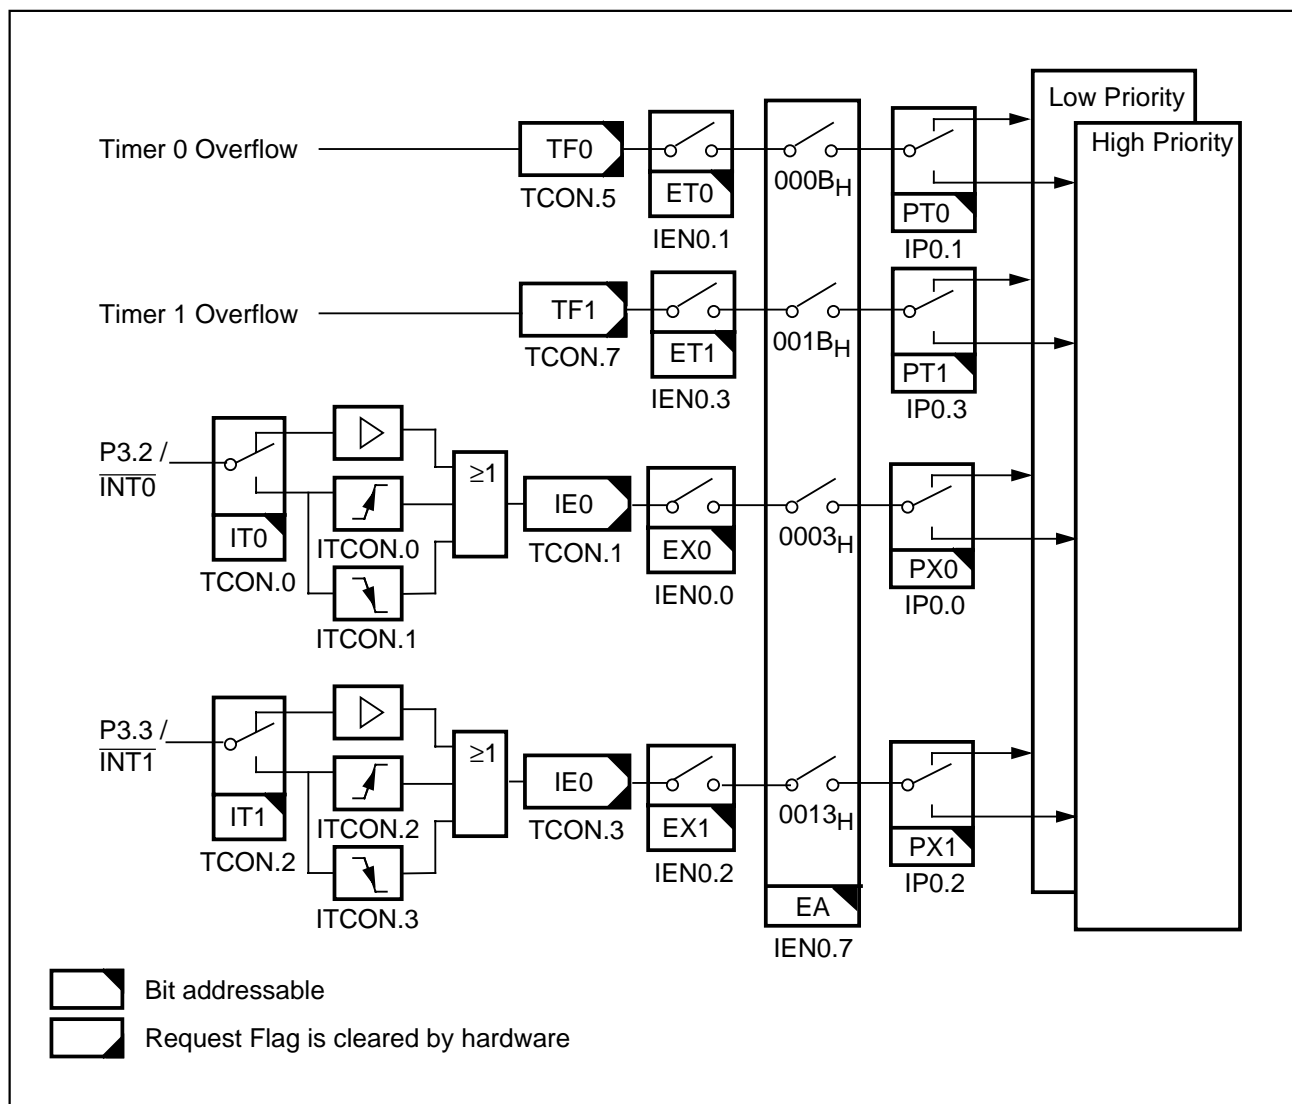 Low Priority
High Priority
Timer 0 Overflow
TF0
TCON.5
ET0
IEN0.1
000BH
PT0
IP0.1
Timer 1 Overflow
TF1
TCON.7
ET1
IEN0.3
001BH
PT1
IP0.3
P3.2 /
INT0
IT0
TCON.0
ITCON.0
ITCON.1
≥1
IE0
TCON.1
EX0
IEN0.0
0003H
PX0
IP0.0
P3.3 /
INT1
IT1
TCON.2
ITCON.2
ITCON.3
≥1
IE0
TCON.3
EX1
IEN0.2
0013H
PX1
IP0.2
EA
IEN0.7
Bit addressable
Request Flag is cleared by hardware